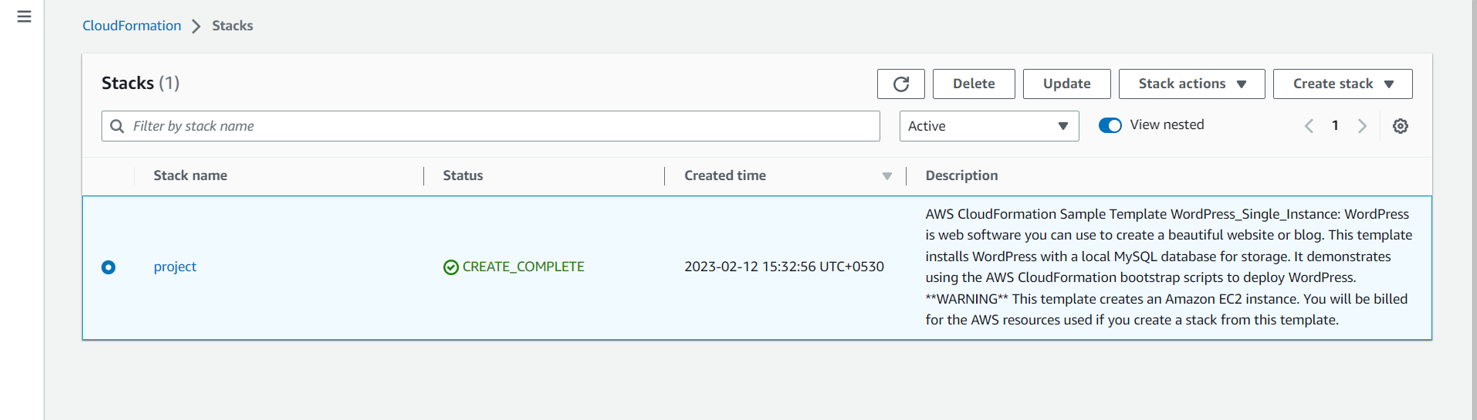 CloudFormation > Stacks
Stacks (1)
Delete
Update
Stack actions
Create stack
Filter by stack name
Active
View nested
1
Stack name
Status
Created time
Description
project
CREATE_COMPLETE
2023-02-12 15:32:56 UTC+0530
AWS CloudFormation Sample Template WordPress_Single_Instance: WordPress
is web software you can use to create a beautiful website or blog. This template
installs WordPress with a local MySQL database for storage. It demonstrates
using the AWS CloudFormation bootstrap scripts to deploy WordPress.
**WARNING** This template creates an Amazon EC2 instance. You will be billed
for the AWS resources used if you create a stack from this template.